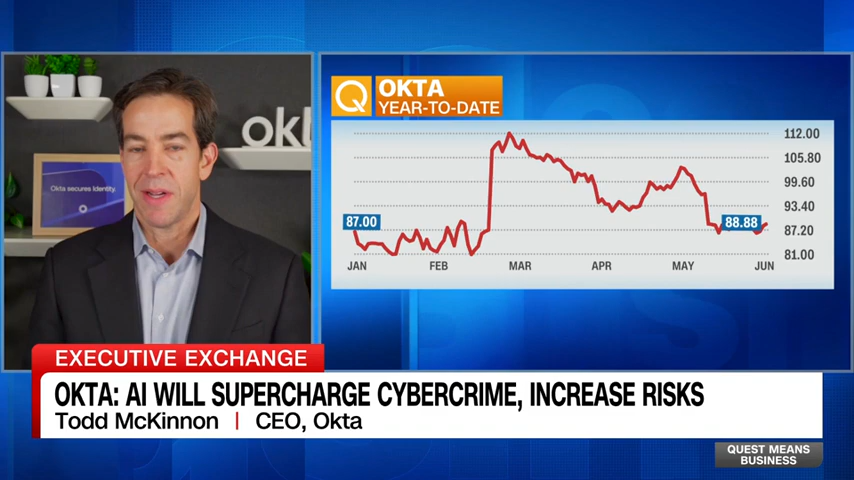 okt
Okta secures Identity.
Q OKTA
YEAR-TO-DATE
112.00
105.80
99.60
93.40
87.20
81.00
87.00
88.88
JAN FEB MAR APR MAY JUN
EXECUTIVE EXCHANGE
OKTA: AI WILL SUPERCHARGE CYBERCRIME, INCREASE RISKS
Todd McKinnon | CEO, Okta
QUEST MEANS
BUSINESS